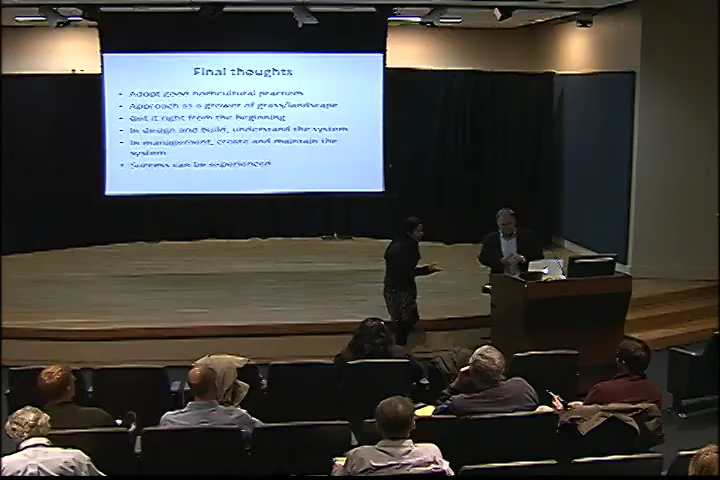 Final thoughts
• Adopt good horticultural practices
• Approach as a grower of grass/landscape
• Get it right from the beginning
• In design and build, understand the system
• In management, create and maintain the
system
• Success can be experienced